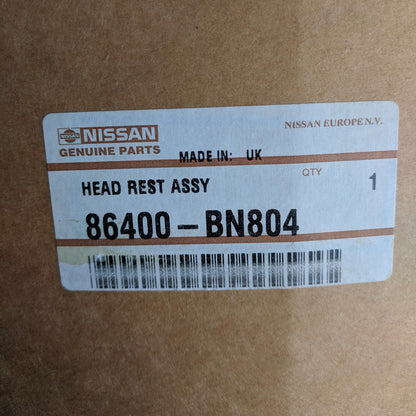 NISSAN
GENUINE PARTS
NISSAN EUROPE N.V.
MADE IN: UK
HEAD REST ASSY
QTY 1
86400-BN804